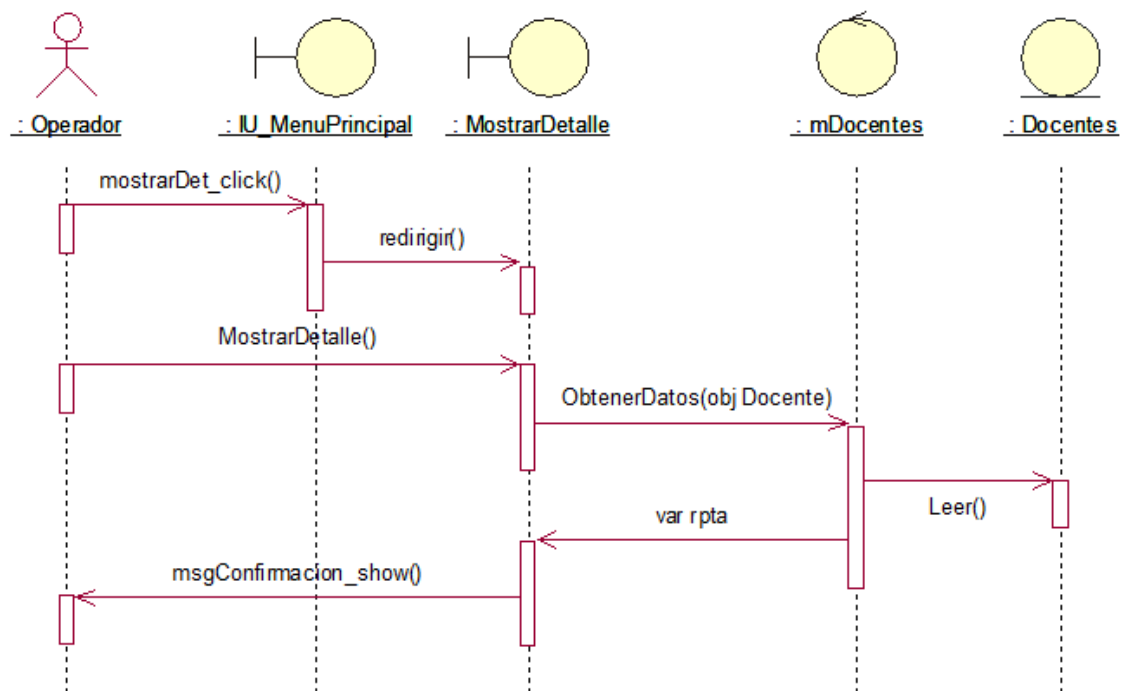 : Operador
: IU_MenuPrincipal
: MostrarDetalle
: mDocentes
: Docentes
mostrarDet_click()
redirigir()
MostrarDetalle()
ObtenerDatos(obj Docente)
Leer()
var rpta
msgConfirmacion_show()